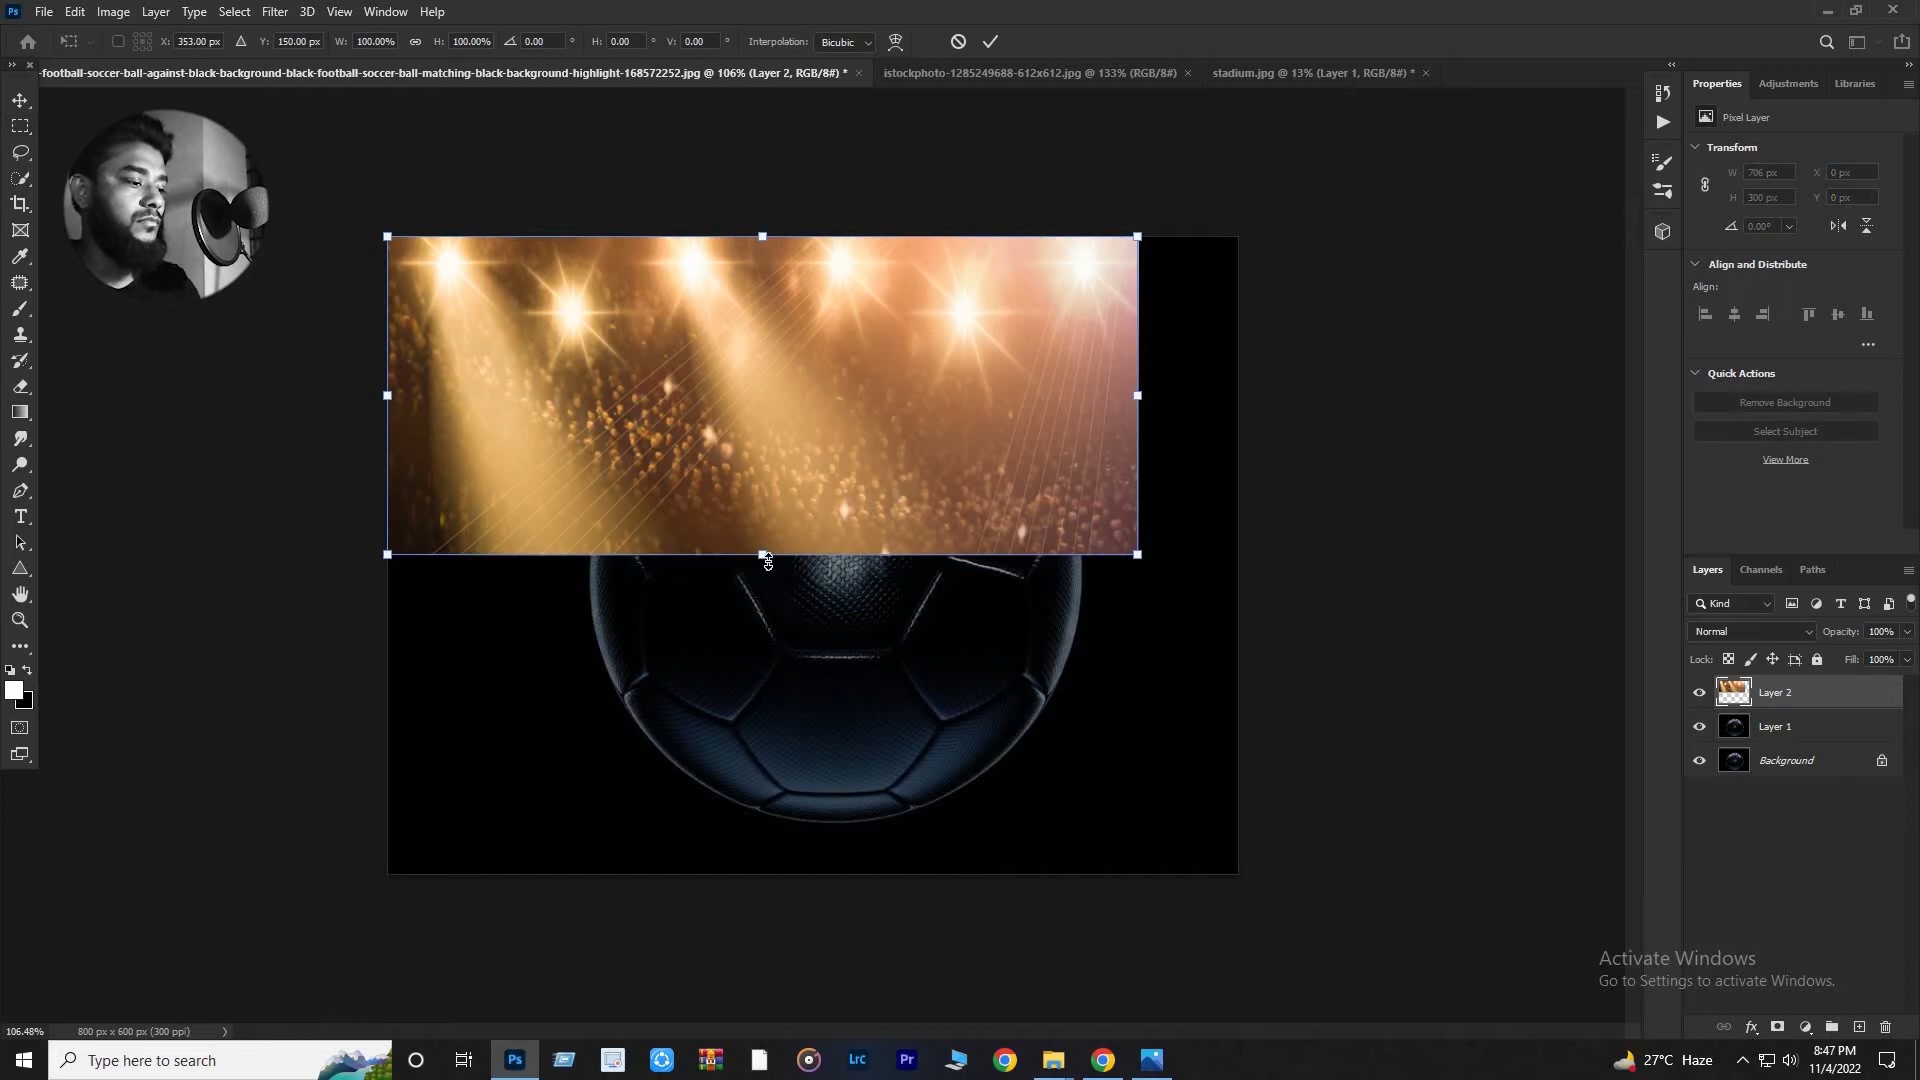 Ps File Edit Image Layer Type Select Filter 3D View Window Help
X: 353.00 px Y: 150.00 px W: 100.00% H: 100.00% 0.00 ° H: 0.00 ° V: 0.00 ° Interpolation: Bicubic
-football-soccer-ball-against-black-background-black-football-soccer-ball-matching-black-background-highlight-168572252.jpg @ 106% (Layer 2, RGB/8#) * × istockphoto-1285249688-612x612.jpg @ 133% (RGB/8#) × stadium.jpg @ 13% (Layer 1, RGB/8#) * ×
Properties Adjustments Libraries
Pixel Layer
Transform
W 706 px X 0 px
H 300 px Y 0 px
0.00°
Align and Distribute
Align:
Quick Actions
Remove Background
Select Subject
View More
Layers Channels Paths
Kind
Normal Opacity: 100%
Lock: Fill: 100%
Layer 2
Layer 1
Background
Activate Windows
Go to Settings to activate Windows.
106.48% 800 px x 600 px (300 ppi)
Type here to search Ps Lrc Pr 27°C Haze 8:47 PM
11/4/2022